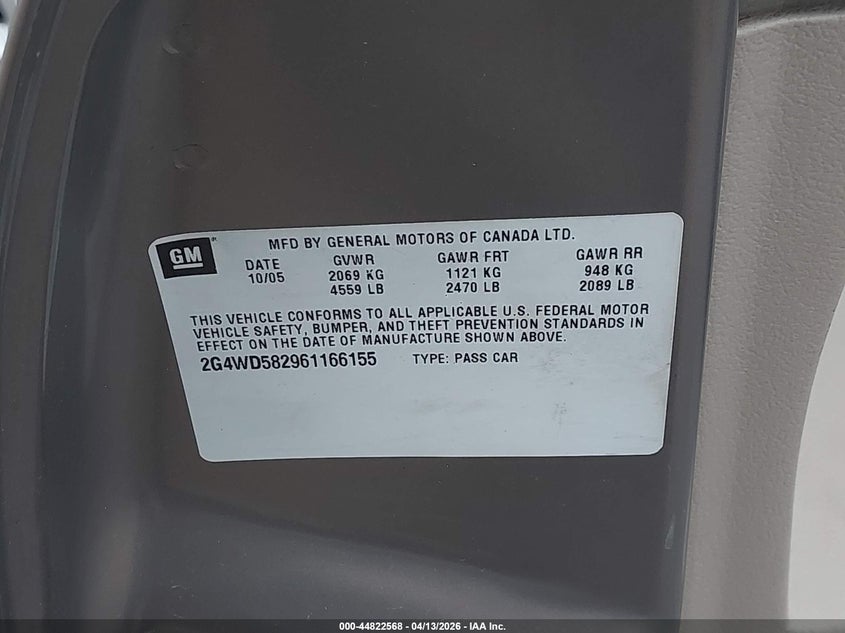 GM
MFD BY GENERAL MOTORS OF CANADA LTD.
DATE GVWR GAWR FRT GAWR RR
10/05 2069 KG 1121 KG 948 KG
4559 LB 2470 LB 2089 LB
THIS VEHICLE CONFORMS TO ALL APPLICABLE U.S. FEDERAL MOTOR
VEHICLE SAFETY, BUMPER, AND THEFT PREVENTION STANDARDS IN
EFFECT ON THE DATE OF MANUFACTURE SHOWN ABOVE.
2G4WD582961166155 TYPE: PASS CAR
000-44822568 - 04/13/2026 - IAA Inc.